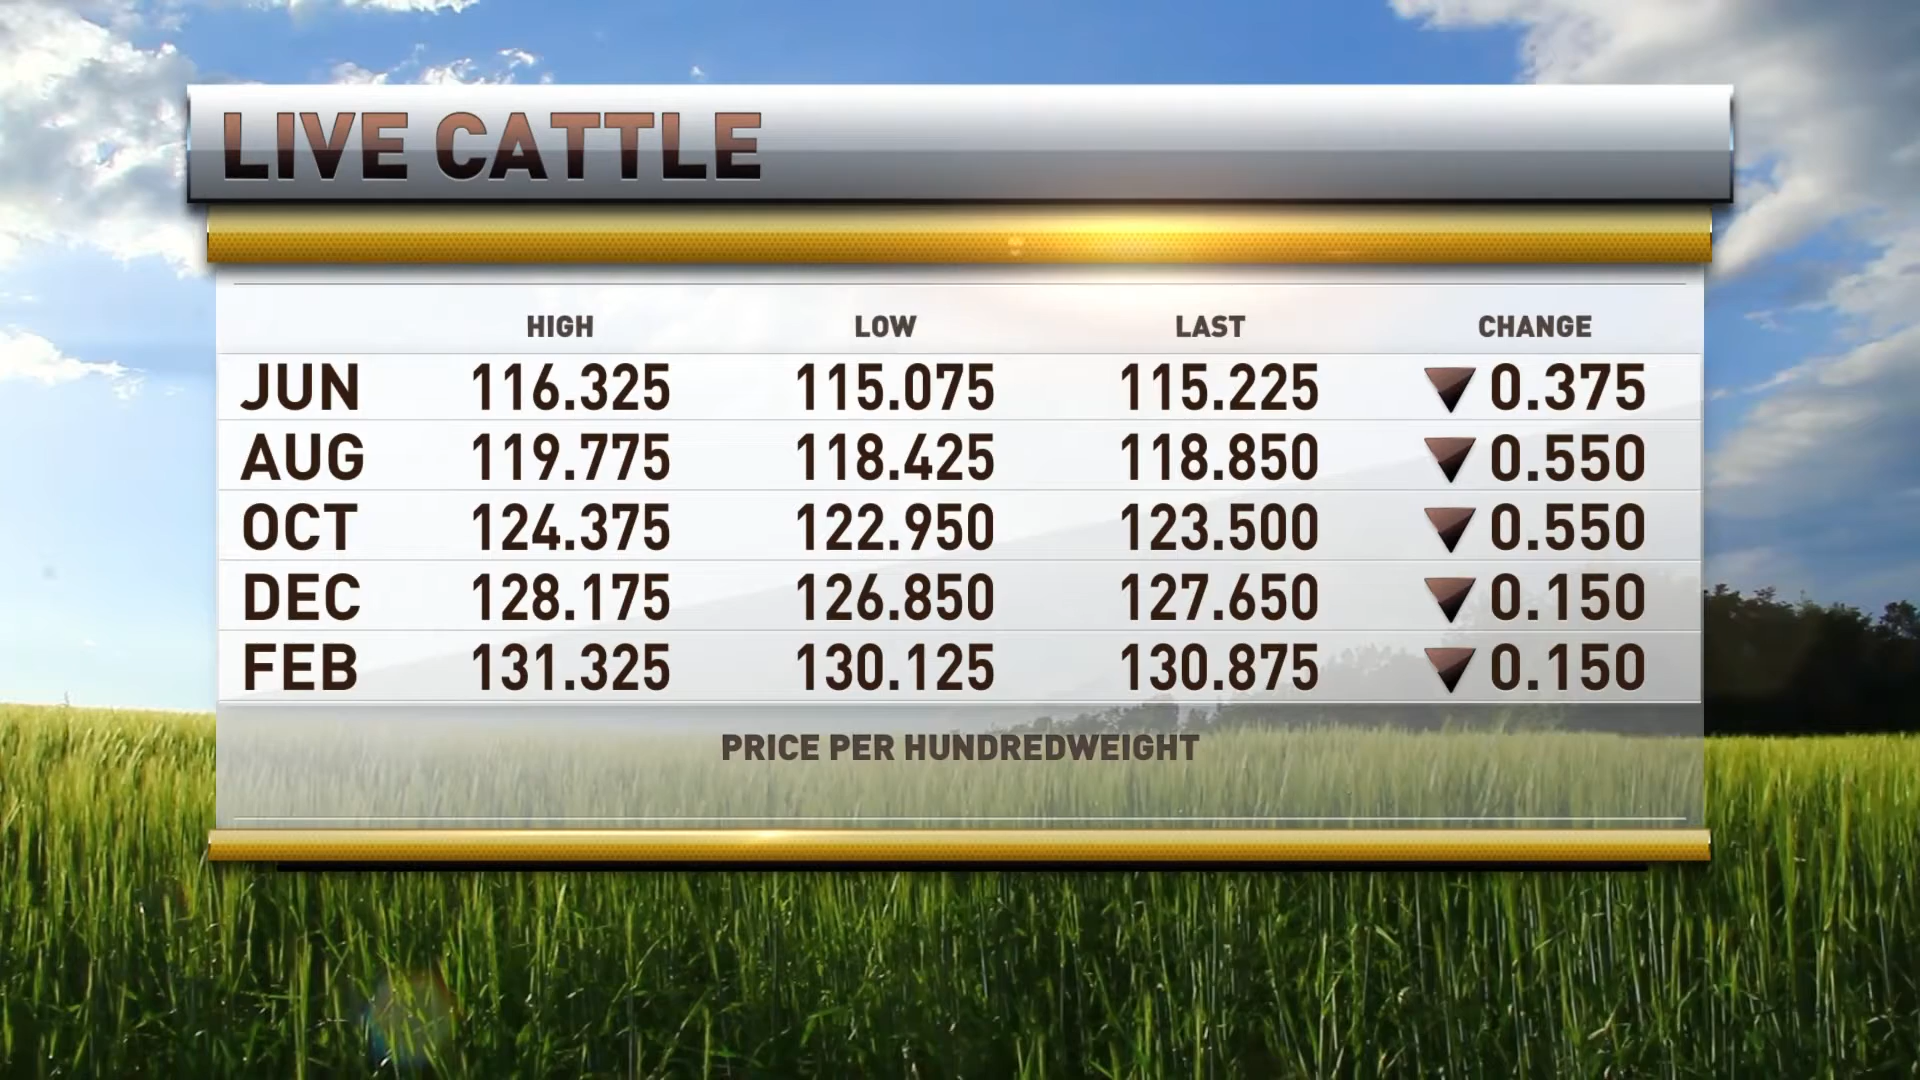 LIVE CATTLE
HIGH LOW LAST CHANGE
JUN 116.325 115.075 115.225 ▼ 0.375
AUG 119.775 118.425 118.850 ▼ 0.550
OCT 124.375 122.950 123.500 ▼ 0.550
DEC 128.175 126.850 127.650 ▼ 0.150
FEB 131.325 130.125 130.875 ▼ 0.150
PRICE PER HUNDREDWEIGHT